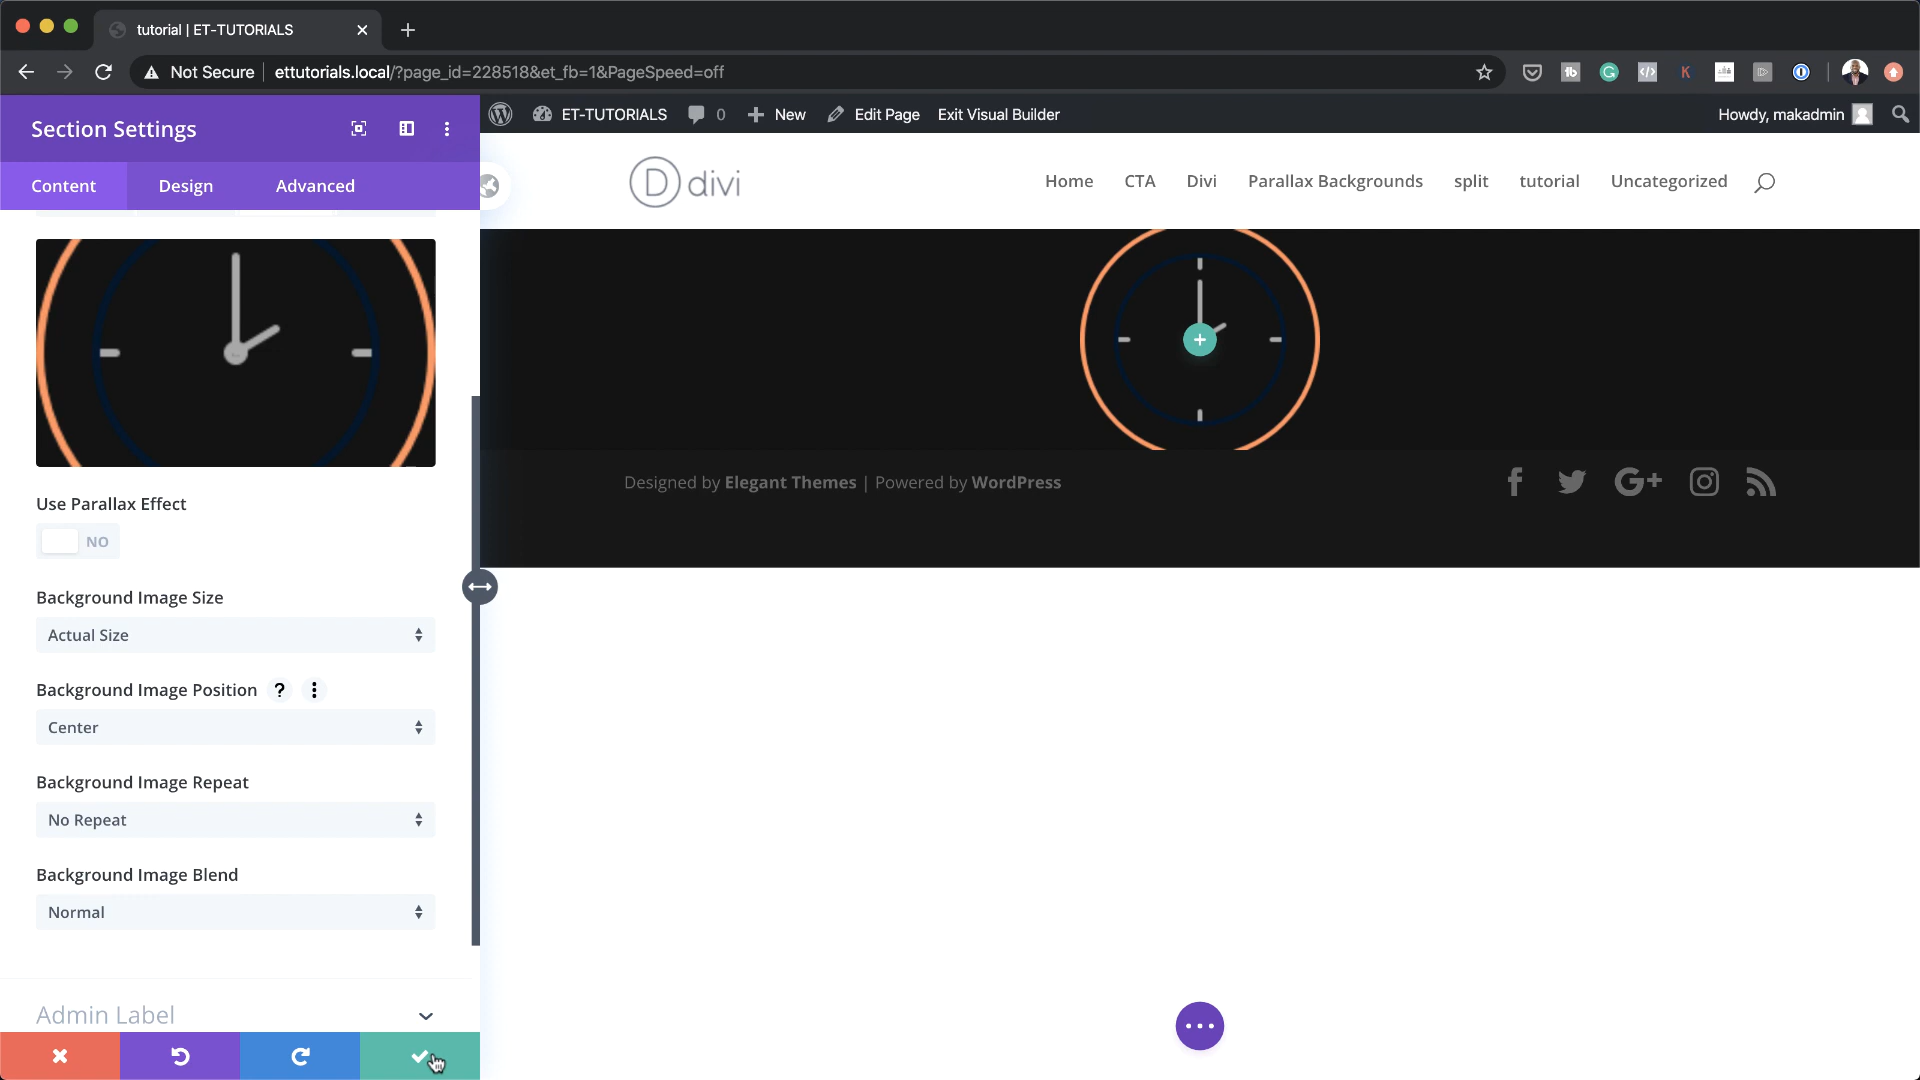 tutorial | ET-TUTORIALS
Not Secure ettutorials.local/?page_id=228518&et_fb=1&PageSpeed=off
Section Settings
ET-TUTORIALS 0 New Edit Page Exit Visual Builder Howdy, makadmin
Content Design Advanced
D divi
Home CTA Divi Parallax Backgrounds split tutorial Uncategorized
Designed by Elegant Themes | Powered by WordPress
Use Parallax Effect
NO
Background Image Size
Actual Size
Background Image Position ?
Center
Background Image Repeat
No Repeat
Background Image Blend
Normal
Admin Label